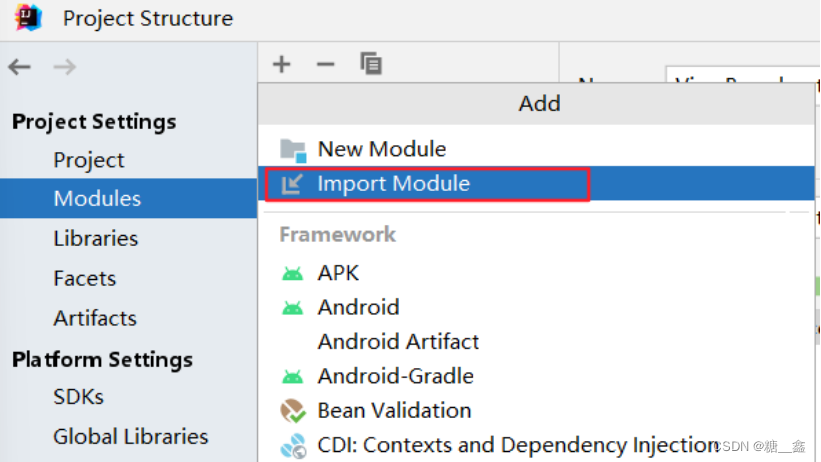 Project Structure
Project Settings
Project
Modules
Libraries
Facets
Artifacts
Platform Settings
SDKs
Global Libraries
Add
New Module
Import Module
Framework
APK
Android
Android Artifact
Android-Gradle
Bean Validation
CDI: Contexts and Dependency Injection
CSDN @糖__鑫